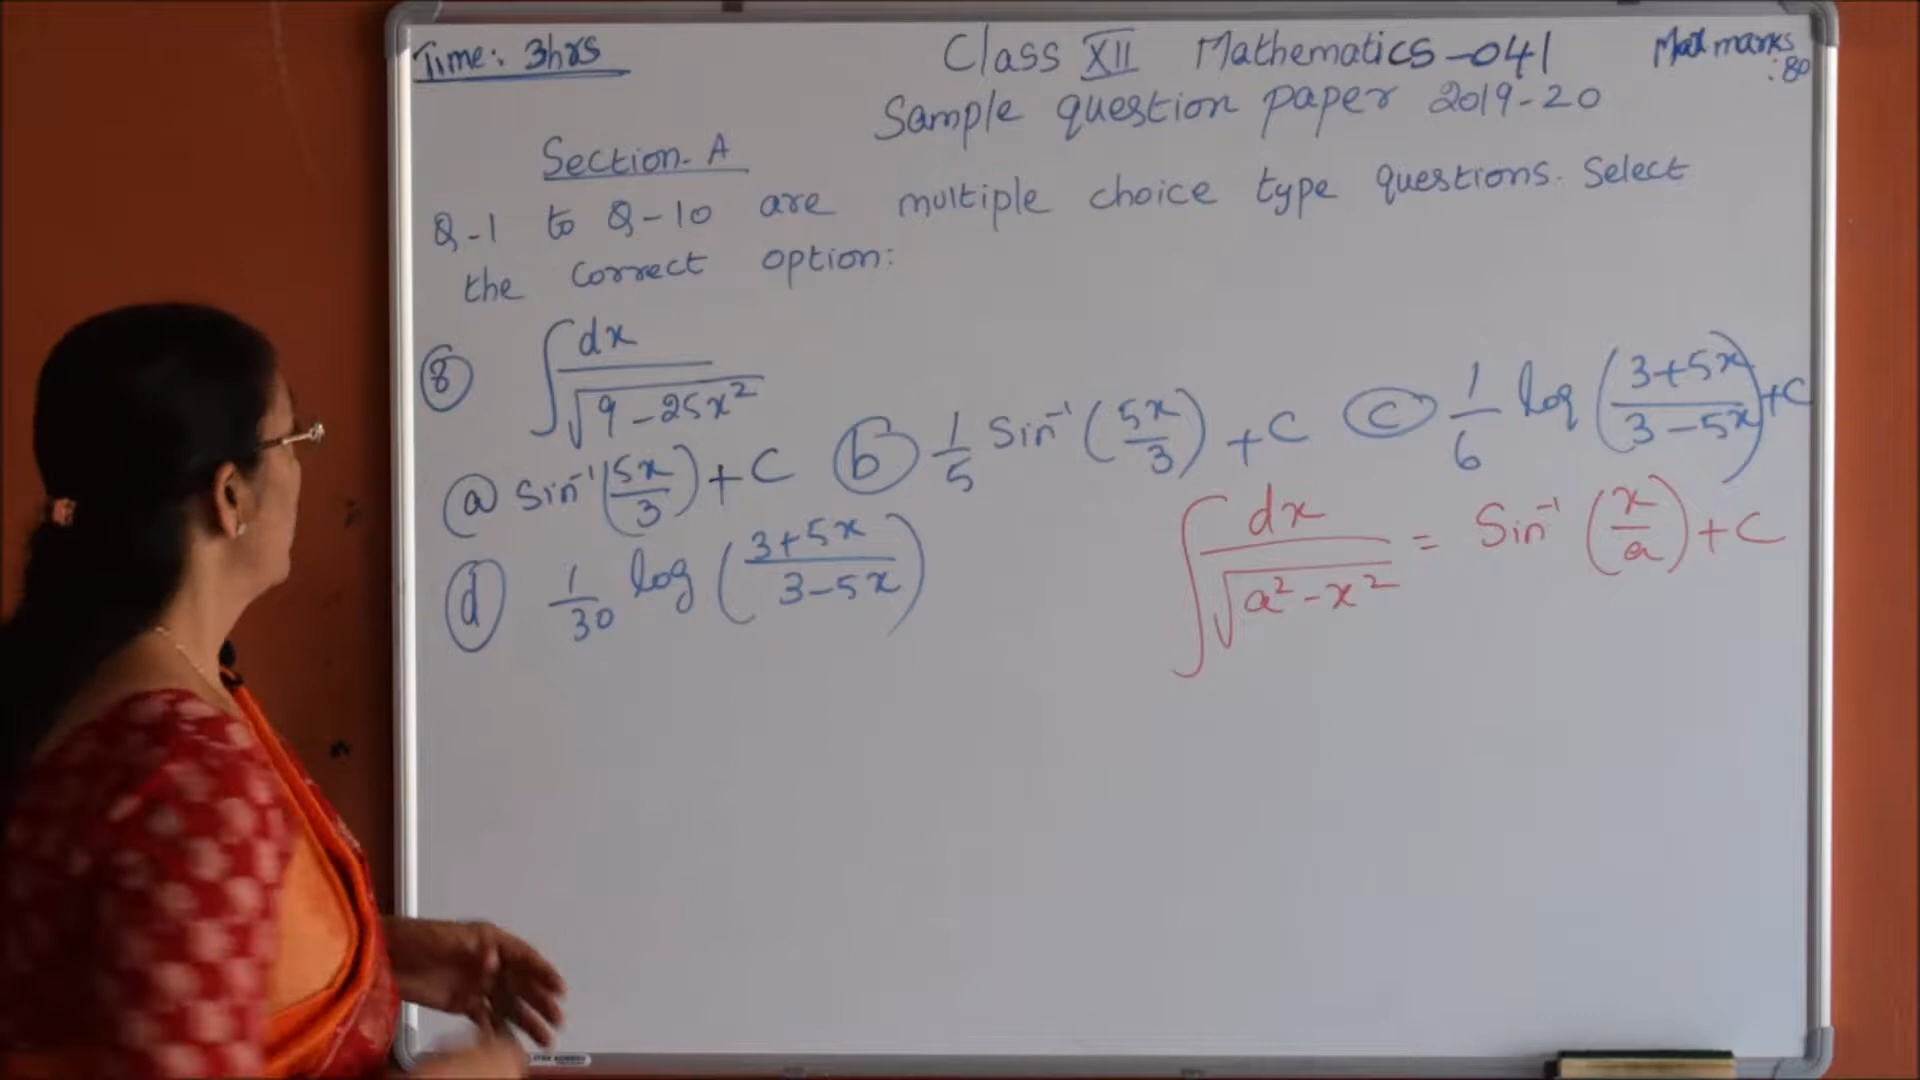 Time: 3hrs
Class XII Mathematics-041
Max marks
:80
Sample question paper 2019-20
Section-A
Q-1 to Q-10 are multiple choice type questions. Select
the correct option:
8 ∫ dx / √(9-25x²)
a Sin⁻¹(5x/3)+C b 1/5 Sin⁻¹(5x/3)+C c 1/6 log((3+5x)/(3-5x))+C
d 1/30 log((3+5x)/(3-5x))
∫ dx / √(a²-x²) = Sin⁻¹(x/a)+C